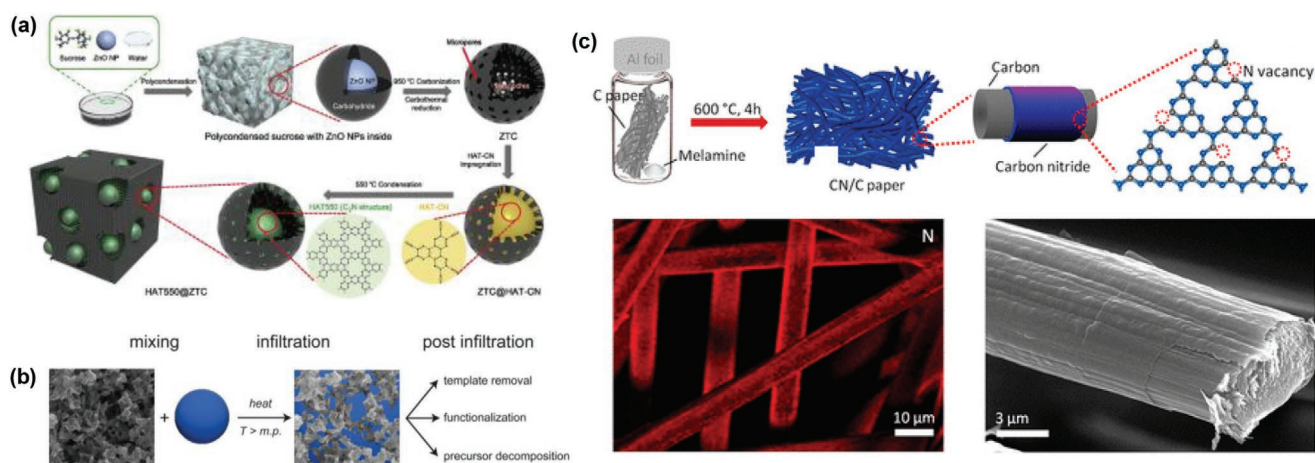 (a)
Sucrose ZnO NP Water
Polycondensation
Polycondensed sucrose with ZnO NPs inside
ZnO NP
Carbohydride
950 °C Carbonization
Carbothermal
reduction
Micropores
ZTC
HAT-CN
Impregnation
ZTC@HAT-CN
HAT-CN
550 °C Condensation
HAT550 (C₂N structure)
HAT550@ZTC
(b)
mixing infiltration post infiltration
+
heat
T > m.p.
template removal
functionalization
precursor decomposition
(c)
Al foil
C paper
Melamine
600 °C, 4h
CN/C paper
Carbon
Carbon nitride
N vacancy
N
10 µm
3 µm